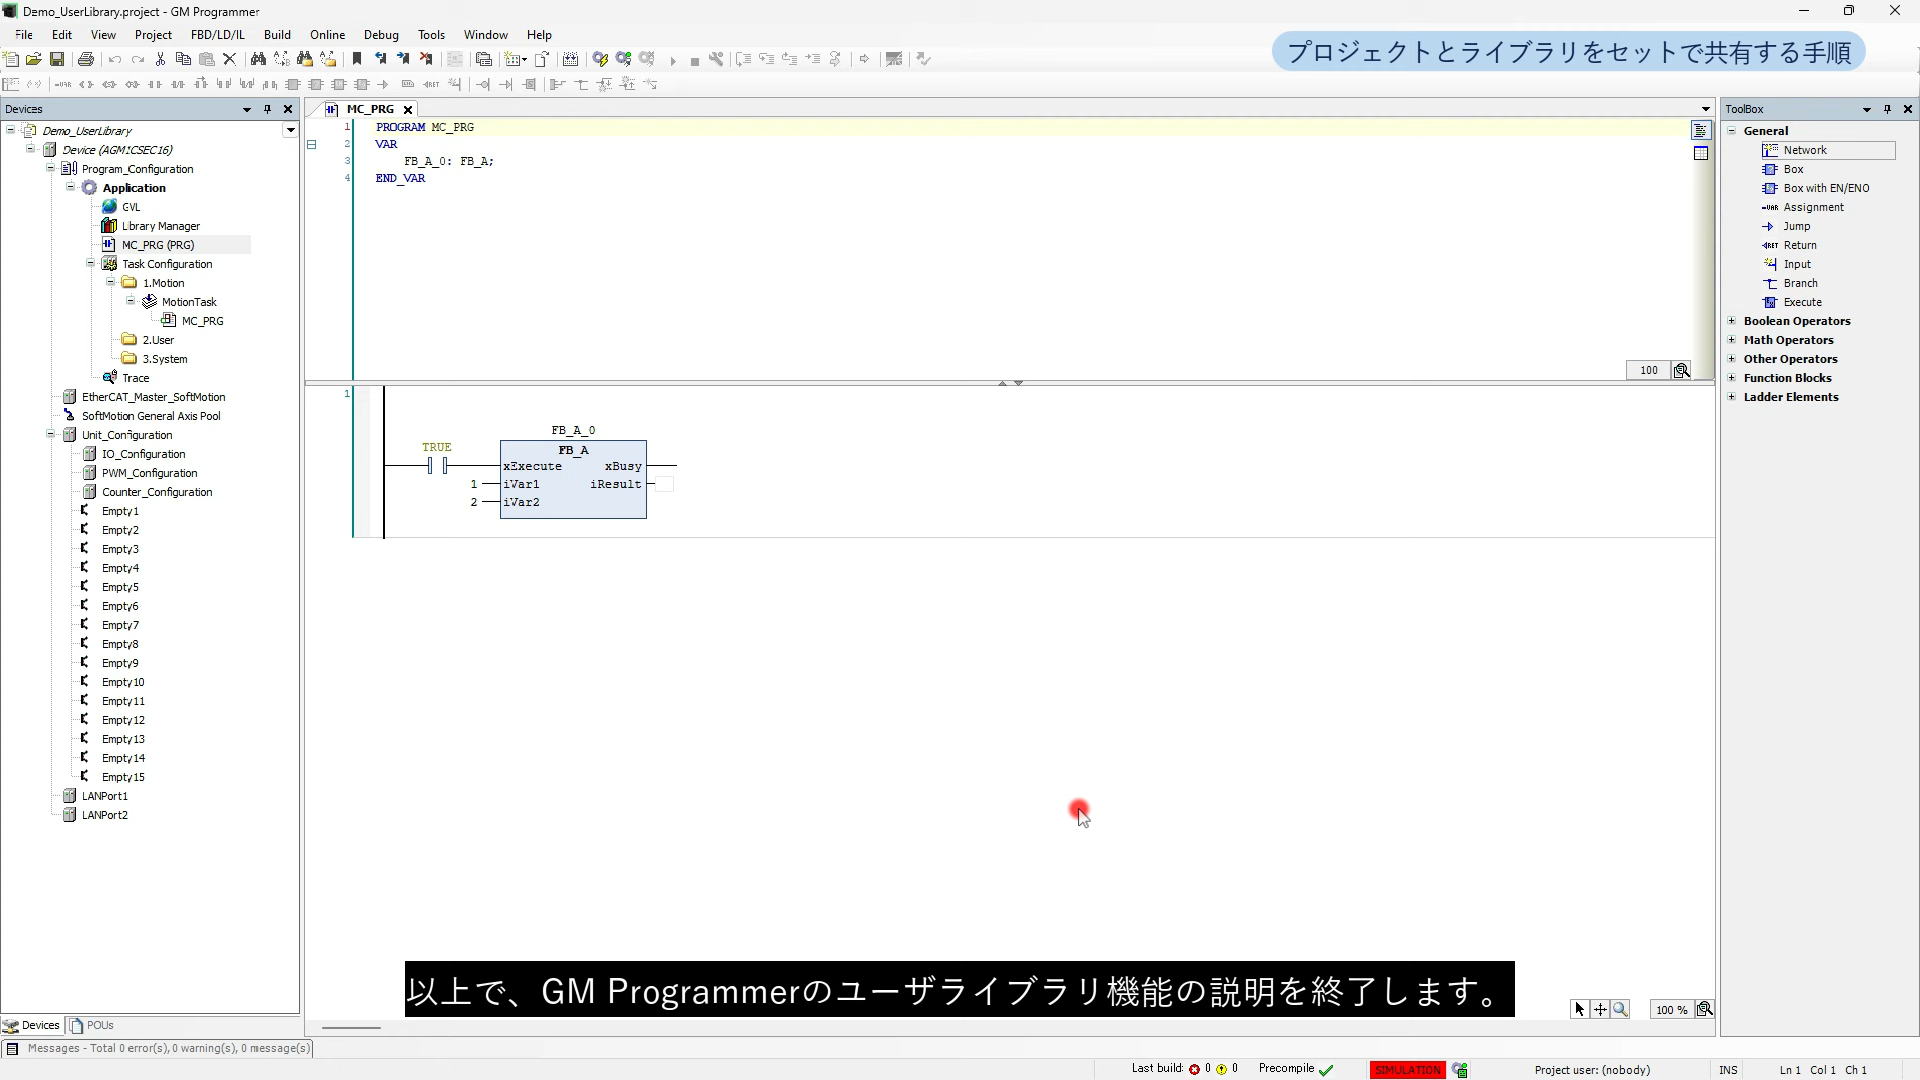 Demo_UserLibrary.project - GM Programmer
File Edit View Project FBD/LD/IL Build Online Debug Tools Window Help
プロジェクトとライブラリをセットで共有する手順
Devices
Demo_UserLibrary
Device (AGM1CSEC16)
Program_Configuration
Application
GVL
Library Manager
MC_PRG (PRG)
Task Configuration
1.Motion
MotionTask
MC_PRG
2.User
3.System
Trace
EtherCAT_Master_SoftMotion
SoftMotion General Axis Pool
Unit_Configuration
IO_Configuration
PWM_Configuration
Counter_Configuration
Empty1
Empty2
Empty3
Empty4
Empty5
Empty6
Empty7
Empty8
Empty9
Empty10
Empty11
Empty12
Empty13
Empty14
Empty15
LANPort1
LANPort2
Devices POUs
MC_PRG
1 PROGRAM MC_PRG
2 VAR
3 FB_A_0: FB_A;
4 END_VAR
100
1
FB_A_0
TRUE
FB_A
xExecute xBusy
1 iVar1 iResult
2 iVar2
100 %
ToolBox
General
Network
Box
Box with EN/ENO
Assignment
Jump
Return
Input
Branch
Execute
Boolean Operators
Math Operators
Other Operators
Function Blocks
Ladder Elements
以上で、GM Programmerのユーザライブラリ機能の説明を終了します。
Messages - Total 0 error(s), 0 warning(s), 0 message(s)
Last build: 0 0 Precompile SIMULATION Project user: (nobody) INS Ln 1 Col 1 Ch 1